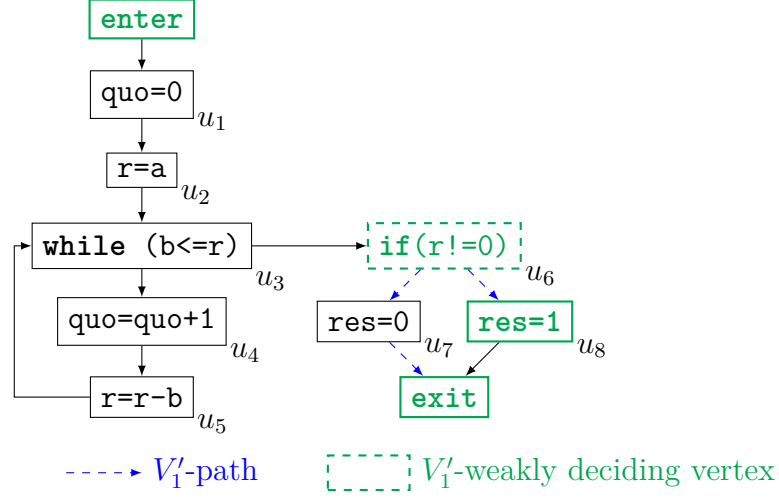 enter
quo=0
u₁
r=a
u₂
while (b<=r)
u₃
if(r!=0)
u₆
quo=quo+1
u₄
res=0
u₇
res=1
u₈
r=r-b
u₅
exit
V₁′-path
V₁′-weakly deciding vertex